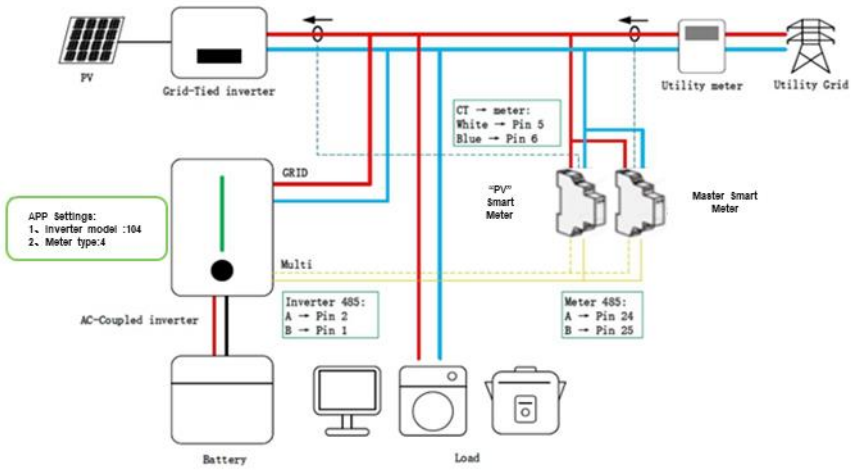 PV
Grid-Tied inverter
Utility meter
Utility Grid
CT → meter:
White → Pin 5
Blue → Pin 6
GRID
"PV"
Smart
Meter
Master Smart
Meter
APP Settings:
1、Inverter model :104
2、Meter type:4
Multi
Inverter 485:
A → Pin 2
B → Pin 1
Meter 485:
A → Pin 24
B → Pin 25
AC-Coupled inverter
Battery
Load